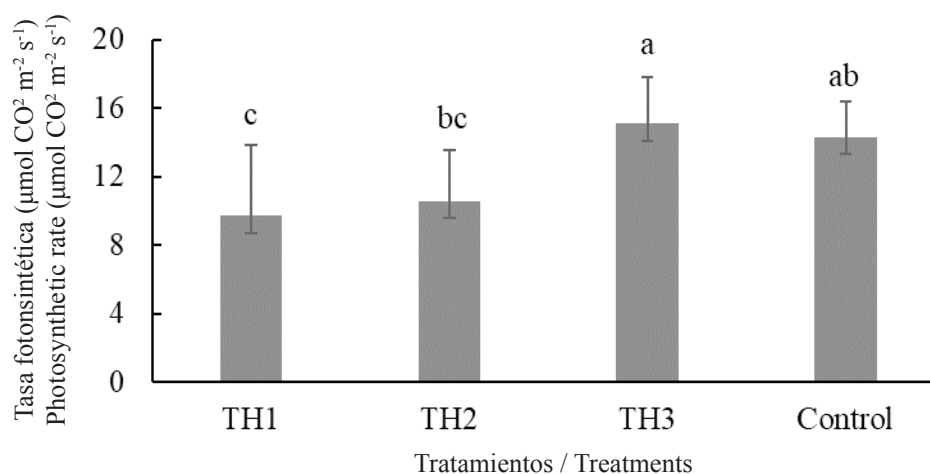 Tasa fotonsintética (µmol CO² m⁻² s⁻¹)
Photosynthetic rate (µmol CO² m⁻² s⁻¹)
20
16
12
8
4
0
c
bc
a
ab
TH1
TH2
TH3
Control
Tratamientos / Treatments